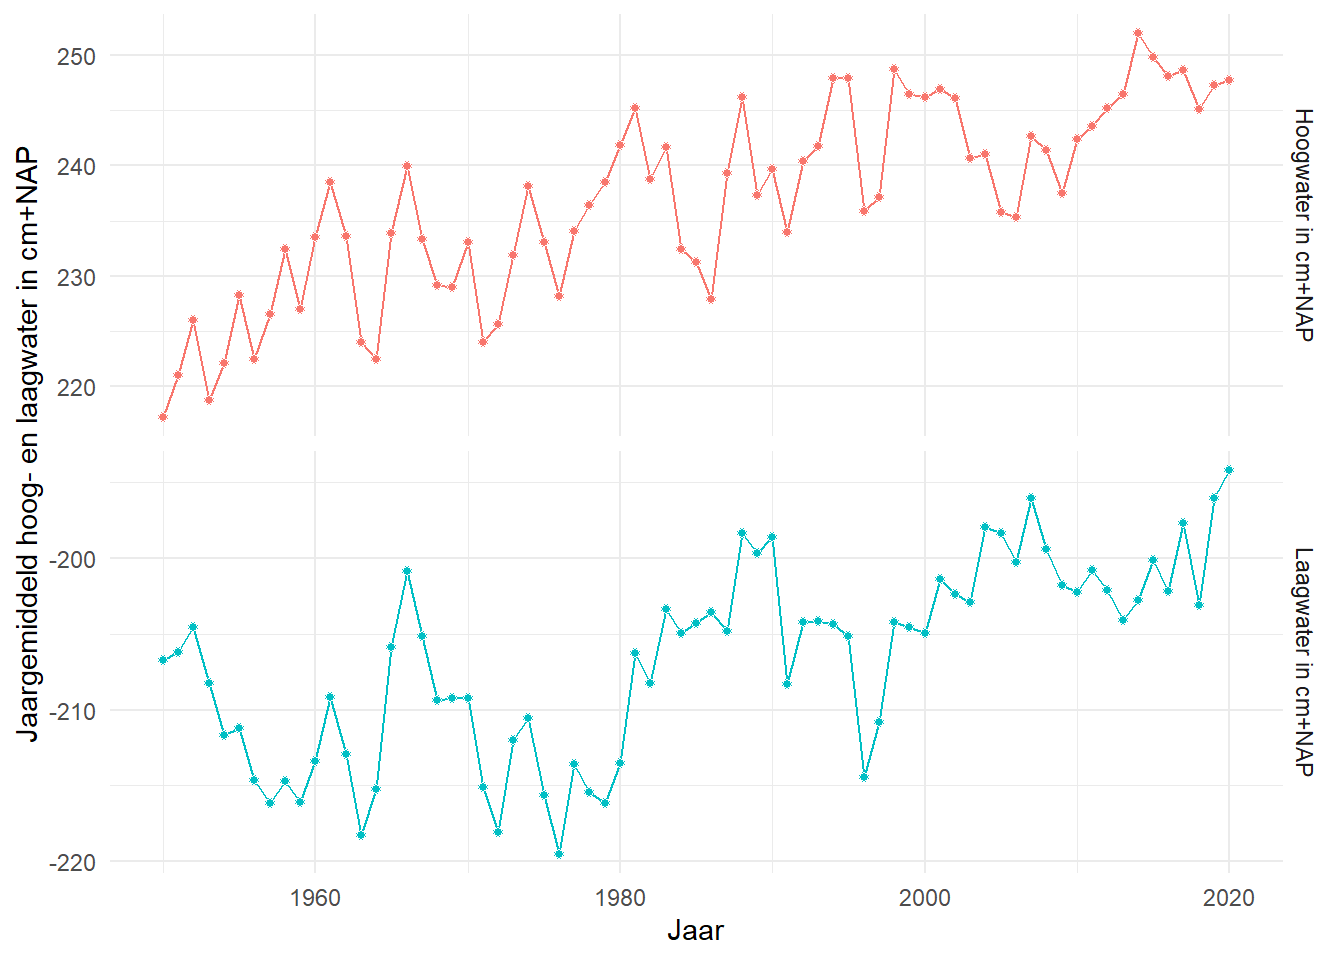 Jaargemiddeld hoog- en laagwater in cm+NAP
250
240
230
220
Hoogwater in cm+NAP
-200
-210
-220
Laagwater in cm+NAP
1960
1980
2000
2020
Jaar